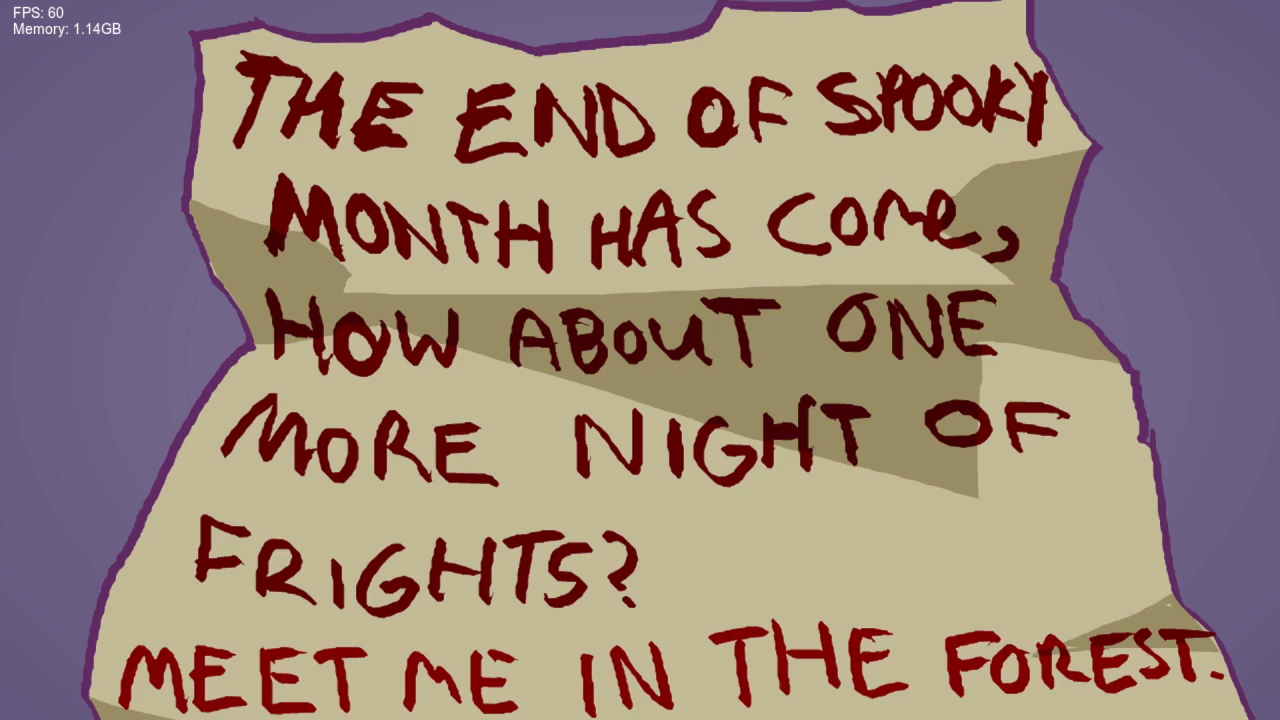 FPS: 60
Memory: 1.14GB
THE END OF SPOOKY
MONTH HAS COME,
HOW ABOUT ONE
MORE NIGHT OF
FRIGHTS?
MEET ME IN THE FOREST.